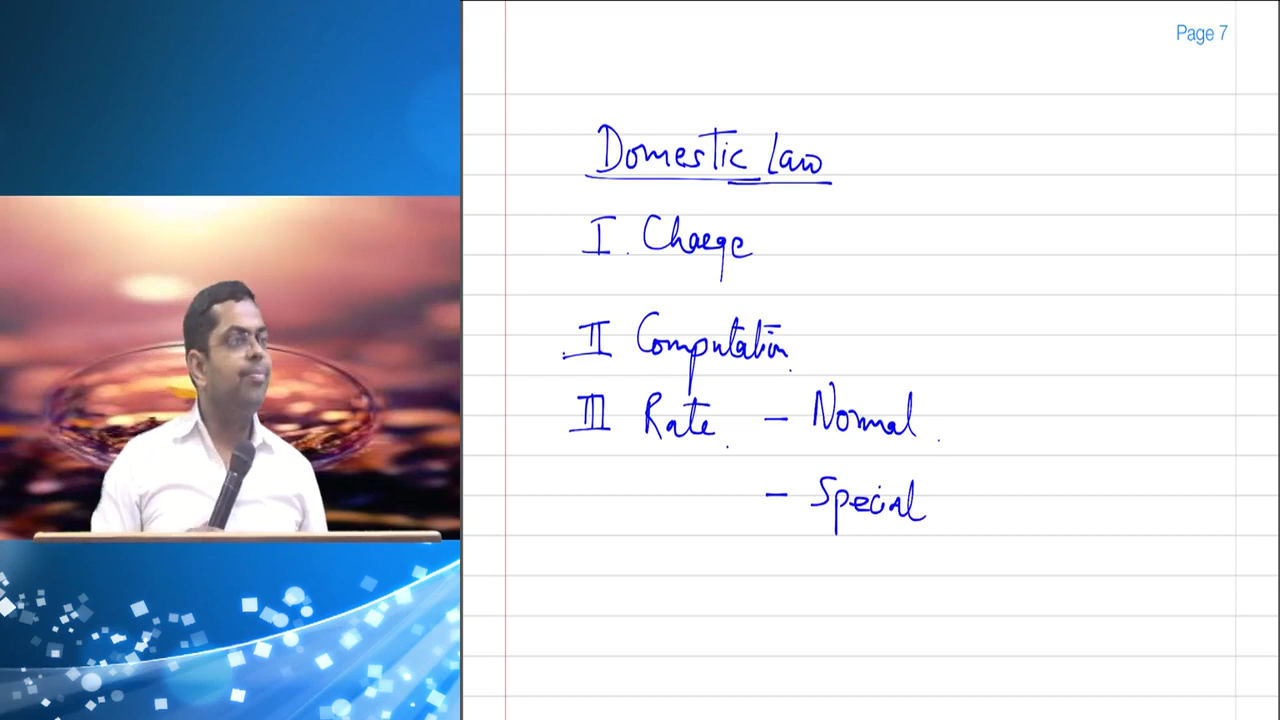 Page 7
Domestic Law
I. Charge
II Computation
III Rate – Normal
– Special